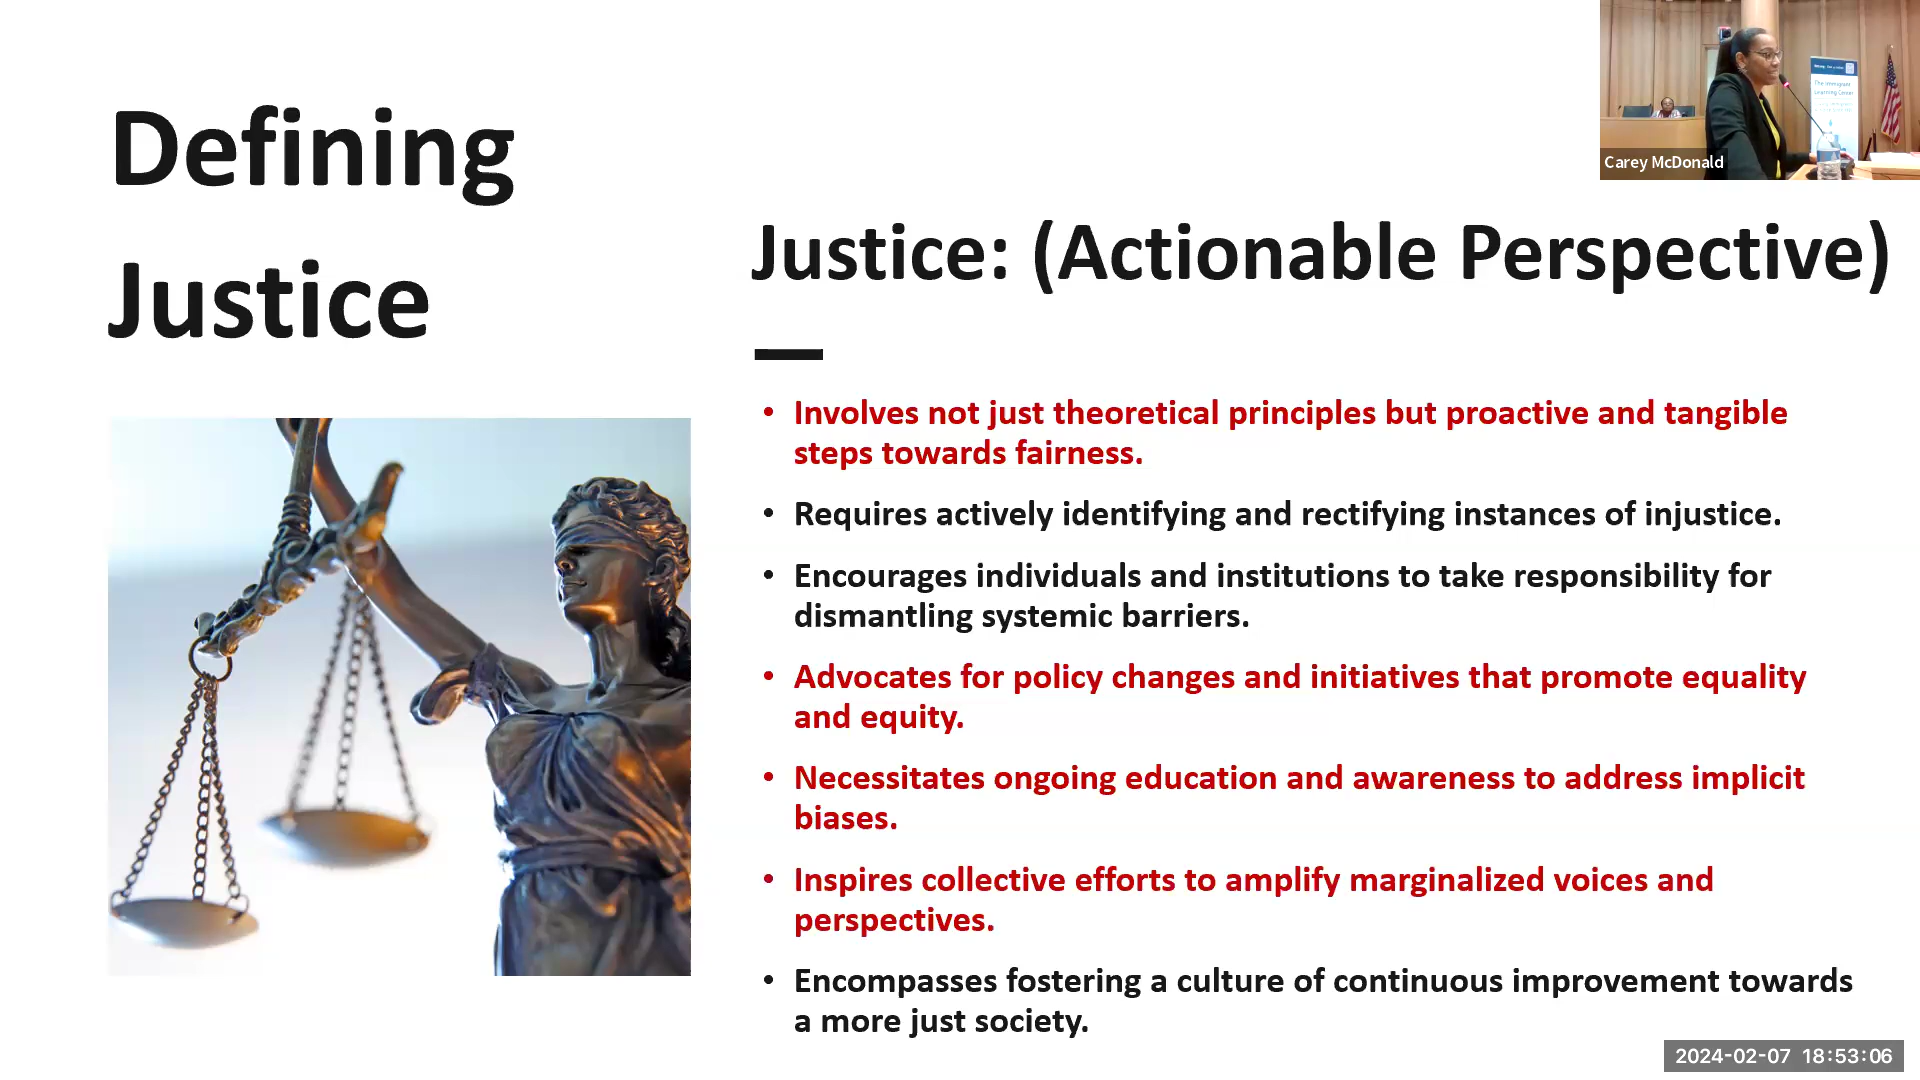 Defining
Justice
Carey McDonald
Justice: (Actionable Perspective)
• Involves not just theoretical principles but proactive and tangible
steps towards fairness.
• Requires actively identifying and rectifying instances of injustice.
• Encourages individuals and institutions to take responsibility for
dismantling systemic barriers.
• Advocates for policy changes and initiatives that promote equality
and equity.
• Necessitates ongoing education and awareness to address implicit
biases.
• Inspires collective efforts to amplify marginalized voices and
perspectives.
• Encompasses fostering a culture of continuous improvement towards
a more just society.
2024-02-07 18:53:06